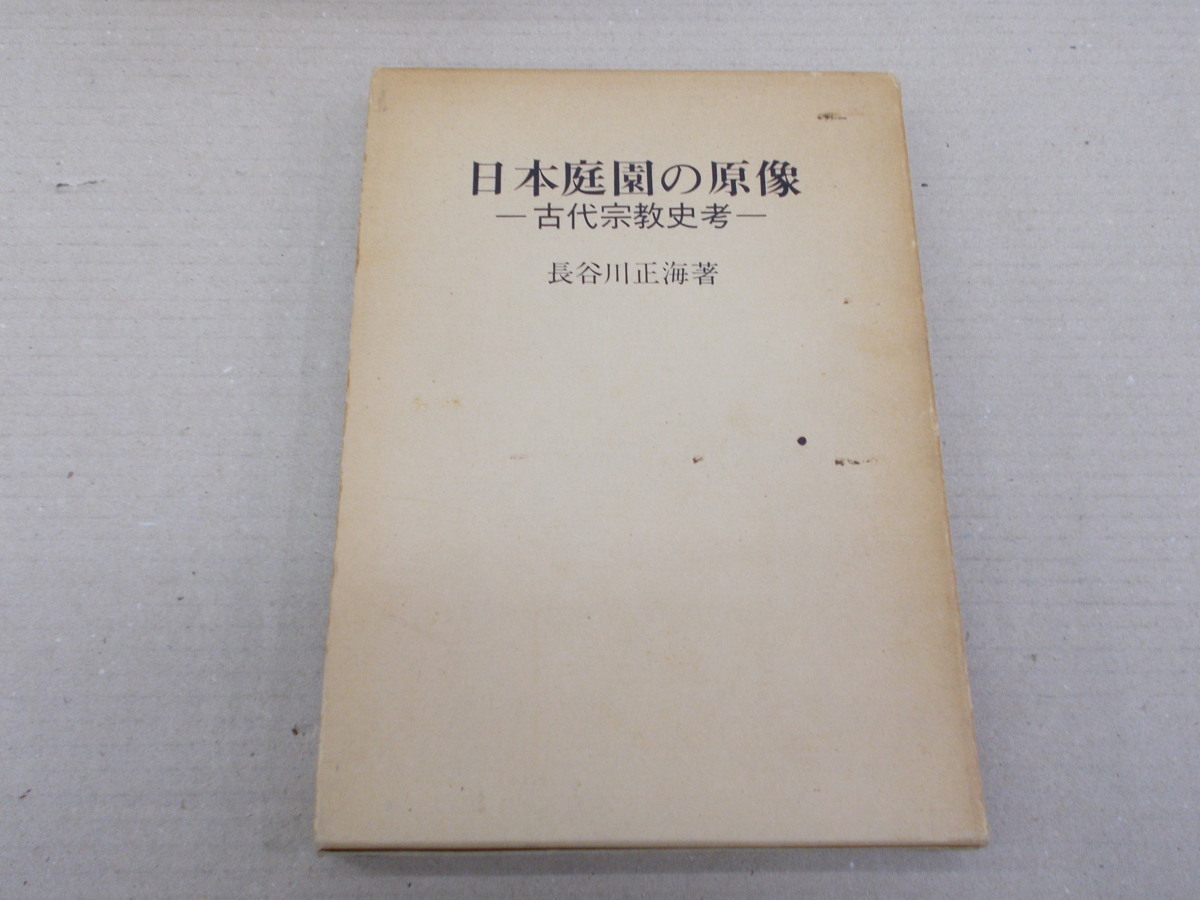 日本庭園の原像
―古代宗教史考―
長谷川正海著